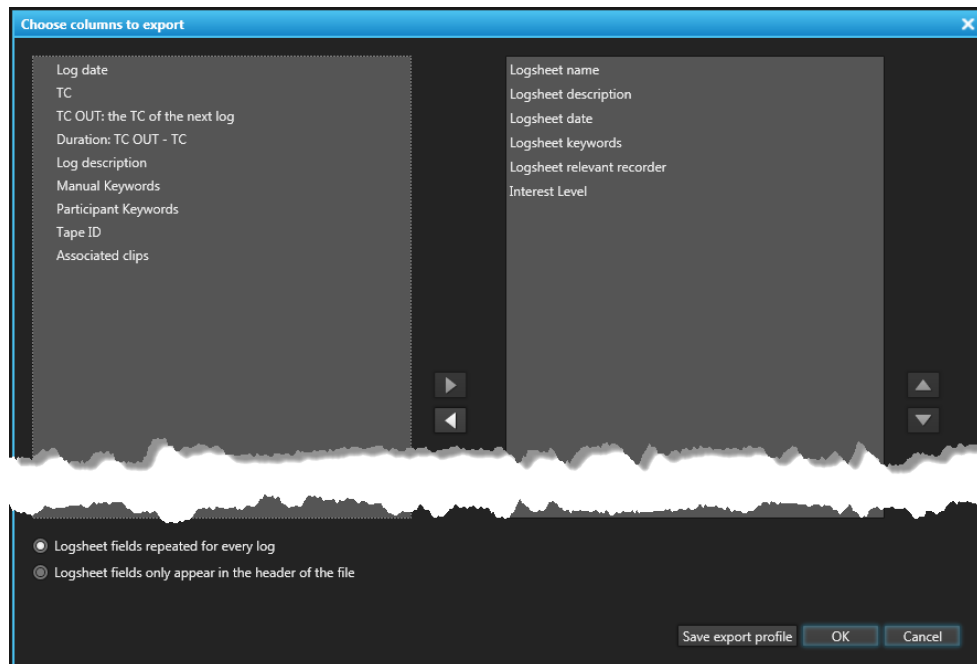 Choose columns to export
Log date
TC
TC OUT: the TC of the next log
Duration: TC OUT - TC
Log description
Manual Keywords
Participant Keywords
Tape ID
Associated clips
Logsheet name
Logsheet description
Logsheet date
Logsheet keywords
Logsheet relevant recorder
Interest Level
Logsheet fields repeated for every log
Logsheet fields only appear in the header of the file
Save export profile
OK
Cancel